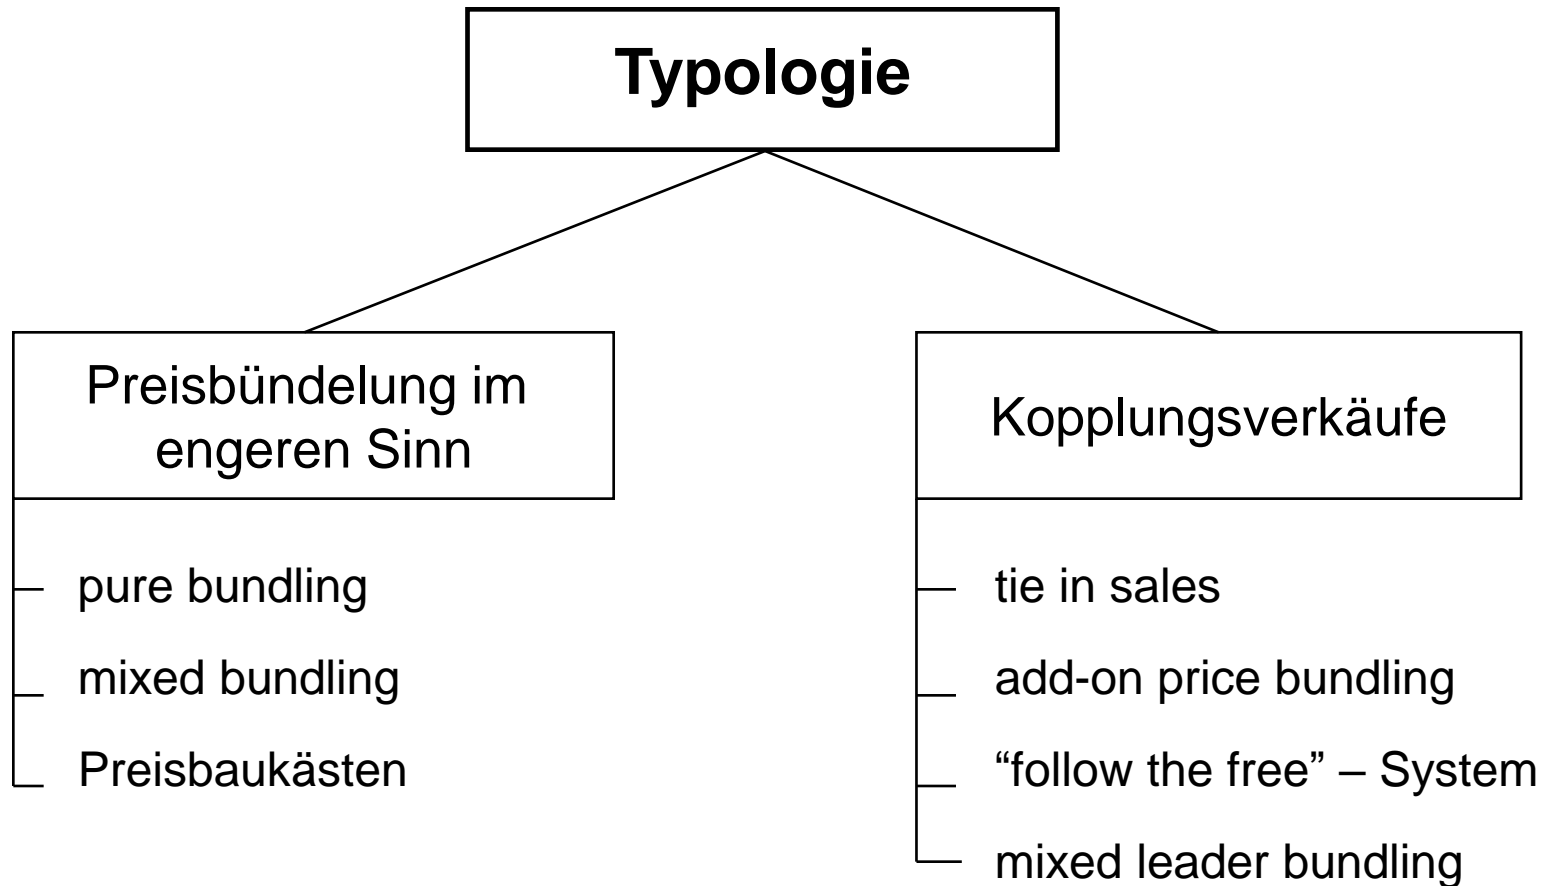 Typologie
Preisbündelung im
engeren Sinn
pure bundling
mixed bundling
Preisbaukästen
Kopplungsverkäufe
tie in sales
add-on price bundling
“follow the free” – System
mixed leader bundling